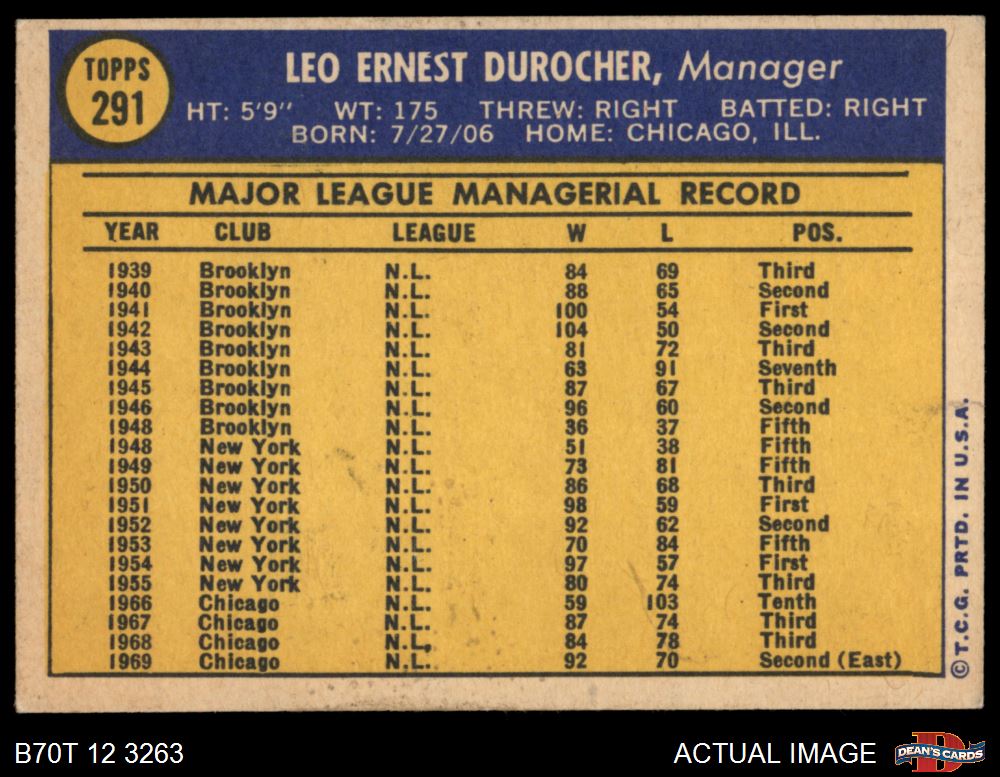 TOPPS
291
LEO ERNEST DUROCHER, Manager
HT: 5'9" WT: 175 THREW: RIGHT BATTED: RIGHT
BORN: 7/27/06 HOME: CHICAGO, ILL.
MAJOR LEAGUE MANAGERIAL RECORD
YEAR CLUB LEAGUE W L POS.
1939 Brooklyn N.L. 84 69 Third
1940 Brooklyn N.L. 88 65 Second
1941 Brooklyn N.L. 100 54 First
1942 Brooklyn N.L. 104 50 Second
1943 Brooklyn N.L. 81 72 Third
1944 Brooklyn N.L. 63 91 Seventh
1945 Brooklyn N.L. 87 67 Third
1946 Brooklyn N.L. 96 60 Second
1948 Brooklyn N.L. 36 37 Fifth
1948 New York N.L. 51 38 Fifth
1949 New York N.L. 73 81 Fifth
1950 New York N.L. 86 68 Third
1951 New York N.L. 98 59 First
1952 New York N.L. 92 62 Second
1953 New York N.L. 70 84 Fifth
1954 New York N.L. 97 57 First
1955 New York N.L. 80 74 Third
1966 Chicago N.L. 59 103 Tenth
1967 Chicago N.L. 87 74 Third
1968 Chicago N.L. 84 78 Third
1969 Chicago N.L. 92 70 Second (East)
© T.C.G. PRTD. IN U.S.A.
B70T 12 3263
ACTUAL IMAGE
D
DEAN'S CARDS